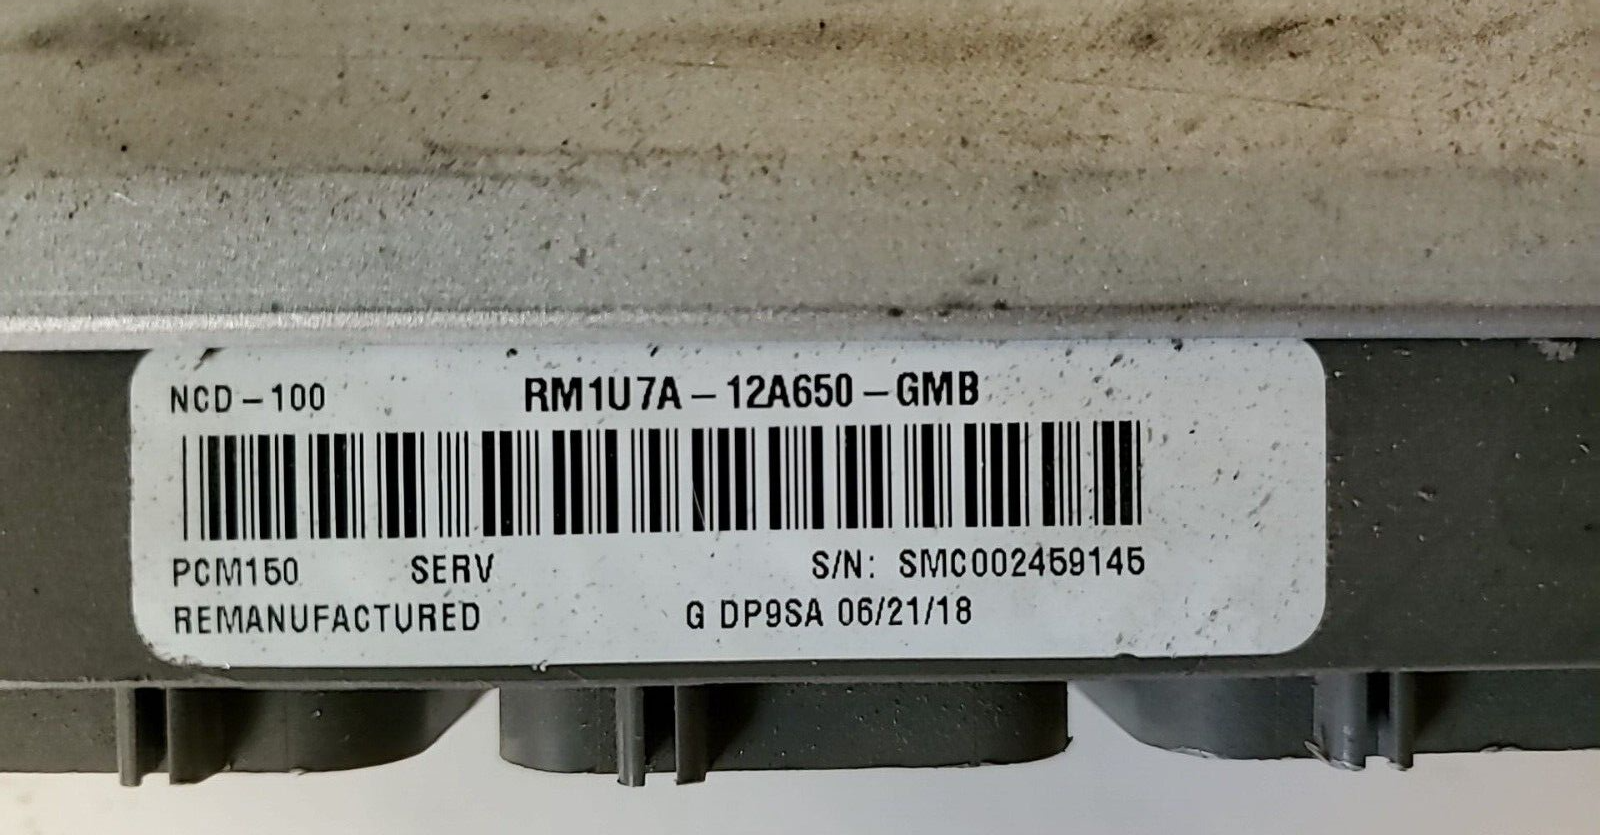 NCD-100 RM1U7A-12A650-GMB
PCM150 SERV S/N: SMC002459145
REMANUFACTURED G DP9SA 06/21/18